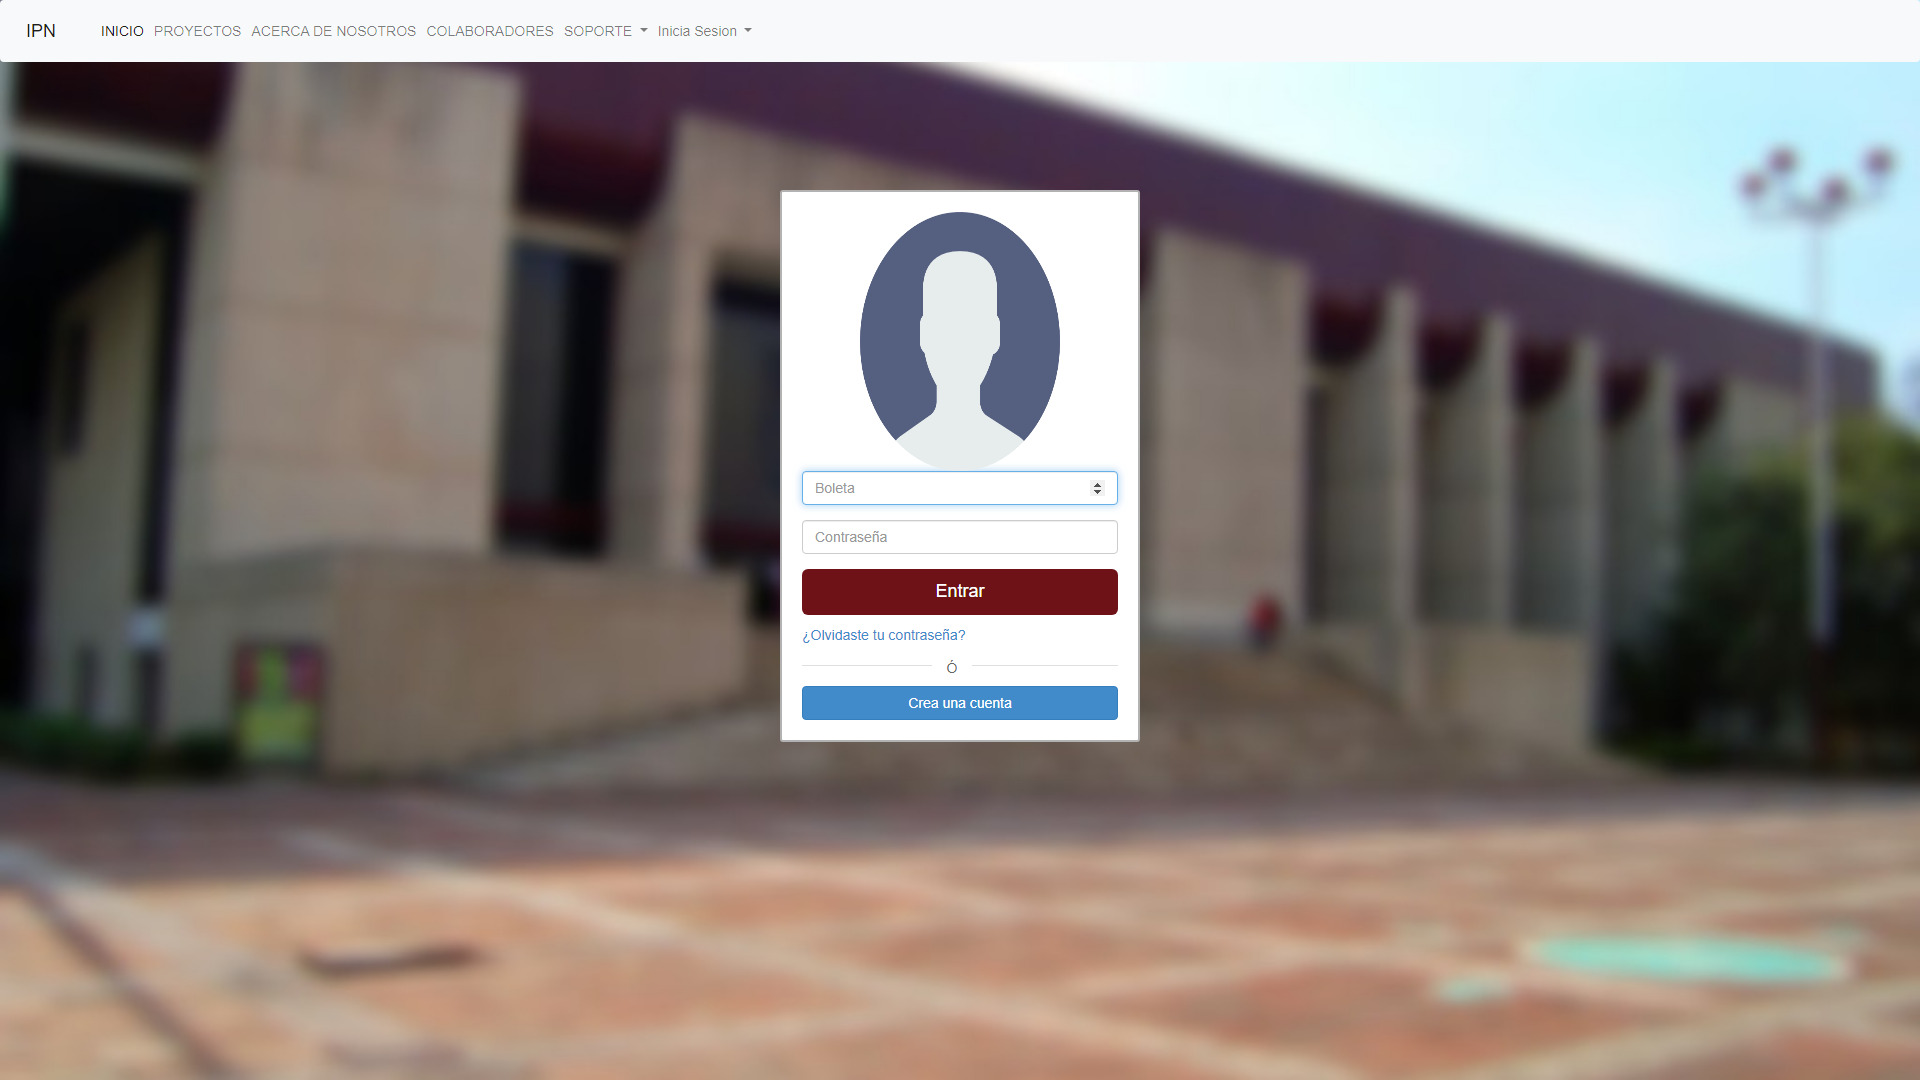 IPN INICIO PROYECTOS ACERCA DE NOSOTROS COLABORADORES SOPORTE Inicia Sesion
Boleta
Contraseña
Entrar
¿Olvidaste tu contraseña?
Ó
Crea una cuenta